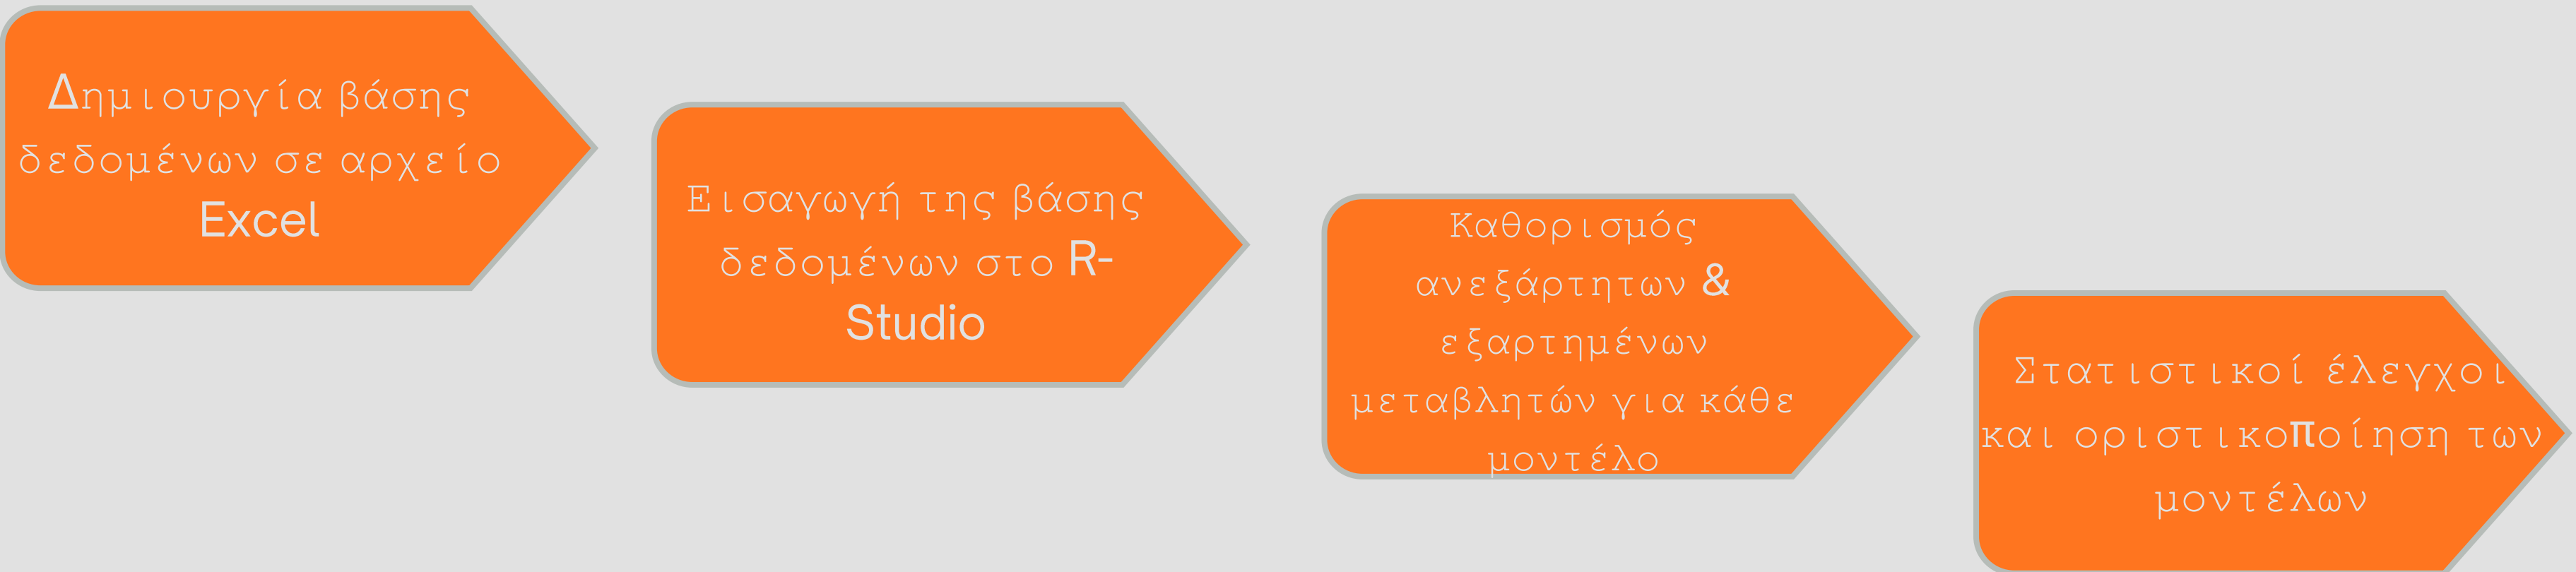 Δημιουργία βάσης
δεδομένων σε αρχείο
Excel
Εισαγωγή της βάσης
δεδομένων στο R-
Studio
Καθορισμός
ανεξάρτητων &
εξαρτημένων
μεταβλητών για κάθε
μοντέλο
Στατιστικοί έλεγχοι
και οριστικοποίηση των
μοντέλων